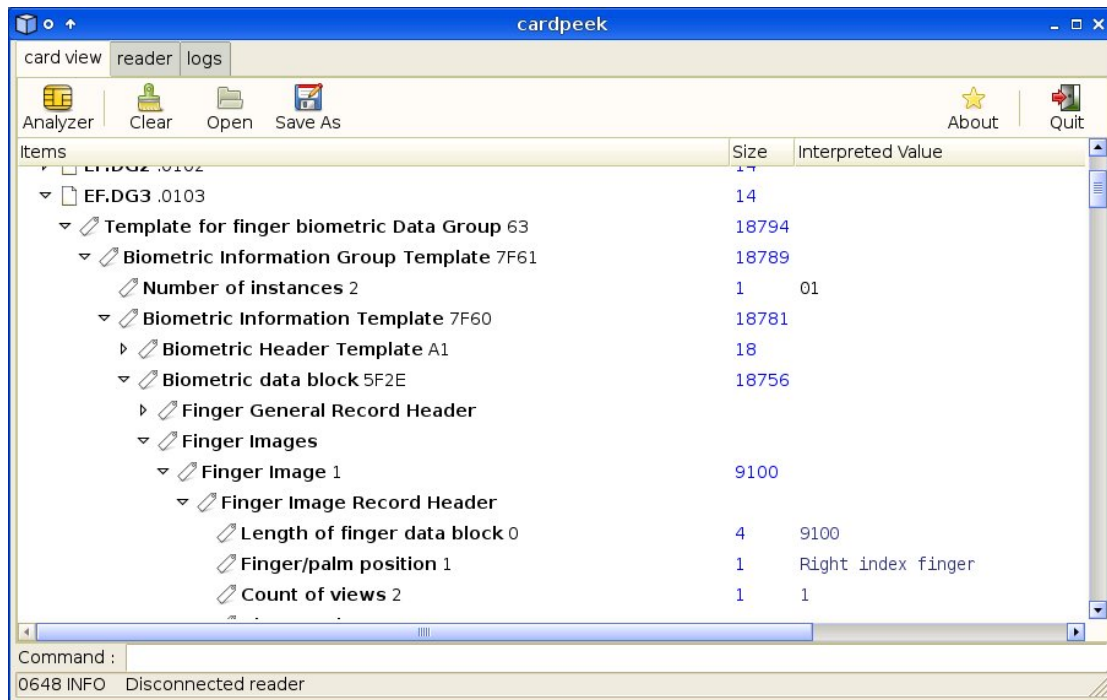 cardpeek
card view reader logs
Analyzer Clear Open Save As About Quit
Items Size Interpreted Value
EF.DG2 .0102 14
EF.DG3 .0103 14
Template for finger biometric Data Group 63 18794
Biometric Information Group Template 7F61 18789
Number of instances 2 1 01
Biometric Information Template 7F60 18781
Biometric Header Template A1 18
Biometric data block 5F2E 18756
Finger General Record Header
Finger Images
Finger Image 1 9100
Finger Image Record Header
Length of finger data block 0 4 9100
Finger/palm position 1 1 Right index finger
Count of views 2 1 1
Command :
0648 INFO Disconnected reader